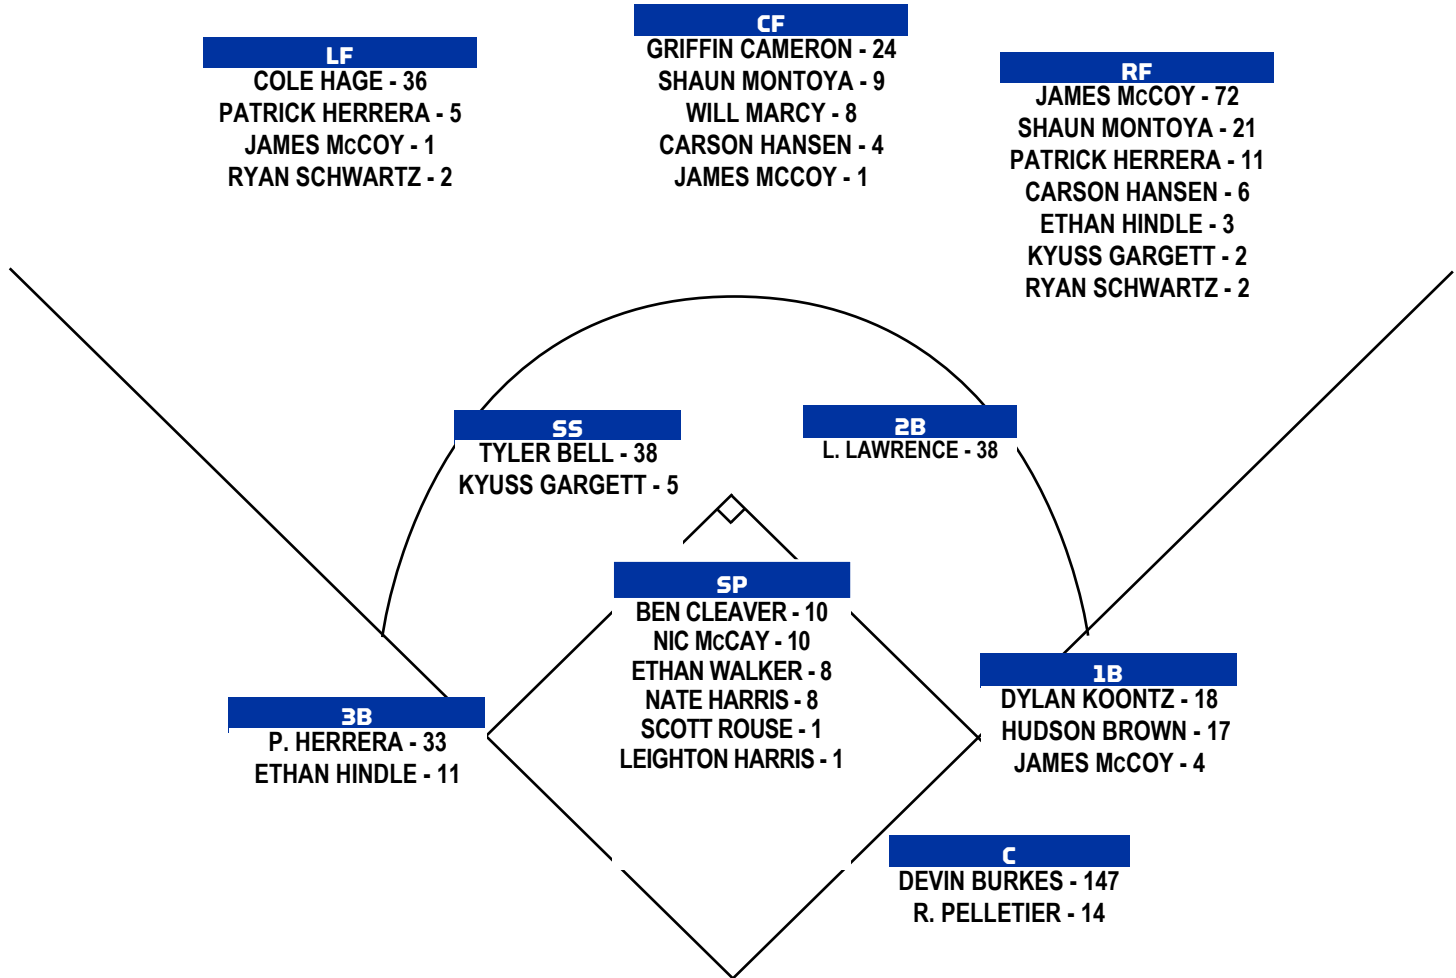 LF
COLE HAGE - 36
PATRICK HERRERA - 5
JAMES McCOY - 1
RYAN SCHWARTZ - 2
CF
GRIFFIN CAMERON - 24
SHAUN MONTOYA - 9
WILL MARCY - 8
CARSON HANSEN - 4
JAMES MCCOY - 1
RF
JAMES McCOY - 72
SHAUN MONTOYA - 21
PATRICK HERRERA - 11
CARSON HANSEN - 6
ETHAN HINDLE - 3
KYUSS GARGETT - 2
RYAN SCHWARTZ - 2
SS
TYLER BELL - 38
KYUSS GARGETT - 5
2B
L. LAWRENCE - 38
SP
BEN CLEAVER - 10
NIC McCAY - 10
ETHAN WALKER - 8
NATE HARRIS - 8
SCOTT ROUSE - 1
LEIGHTON HARRIS - 1
3B
P. HERRERA - 33
ETHAN HINDLE - 11
1B
DYLAN KOONTZ - 18
HUDSON BROWN - 17
JAMES McCOY - 4
C
DEVIN BURKES - 147
R. PELLETIER - 14